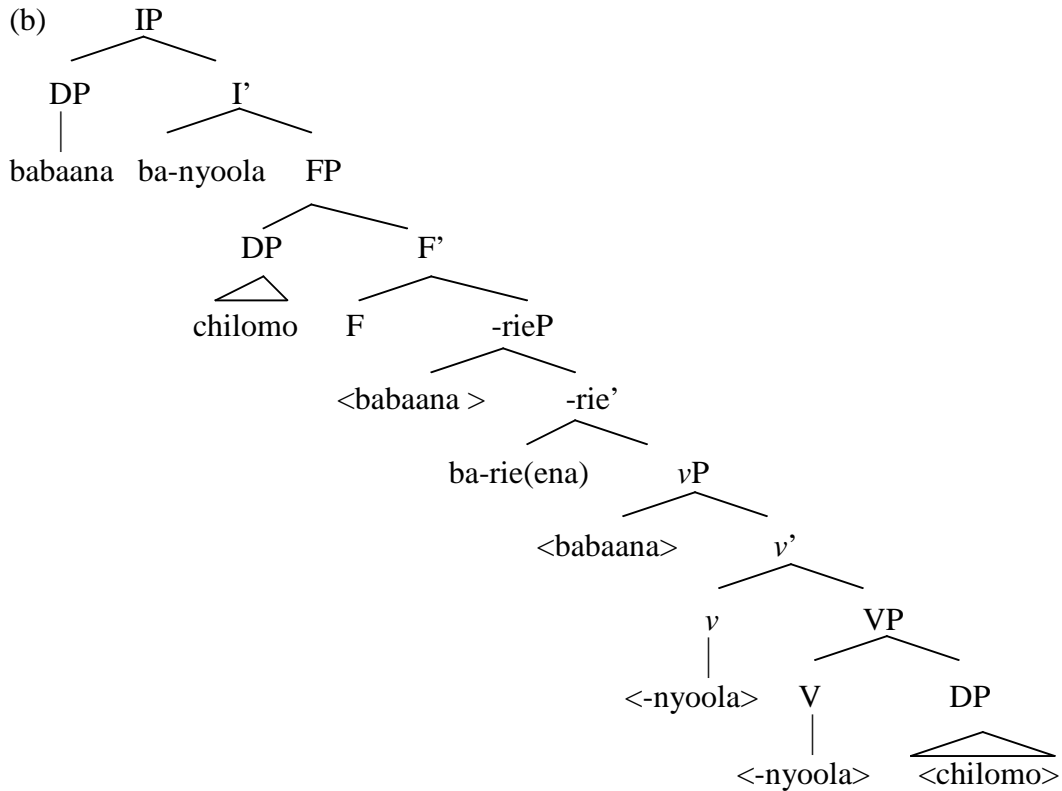 (b) IP
DP I’
babaana ba-nyoola FP
DP F’
chilomo F -rieP
<babaana > -rie’
ba-rie(ena) vP
<babaana> v’
v VP
<-nyoola> V DP
<-nyoola> <chilomo>